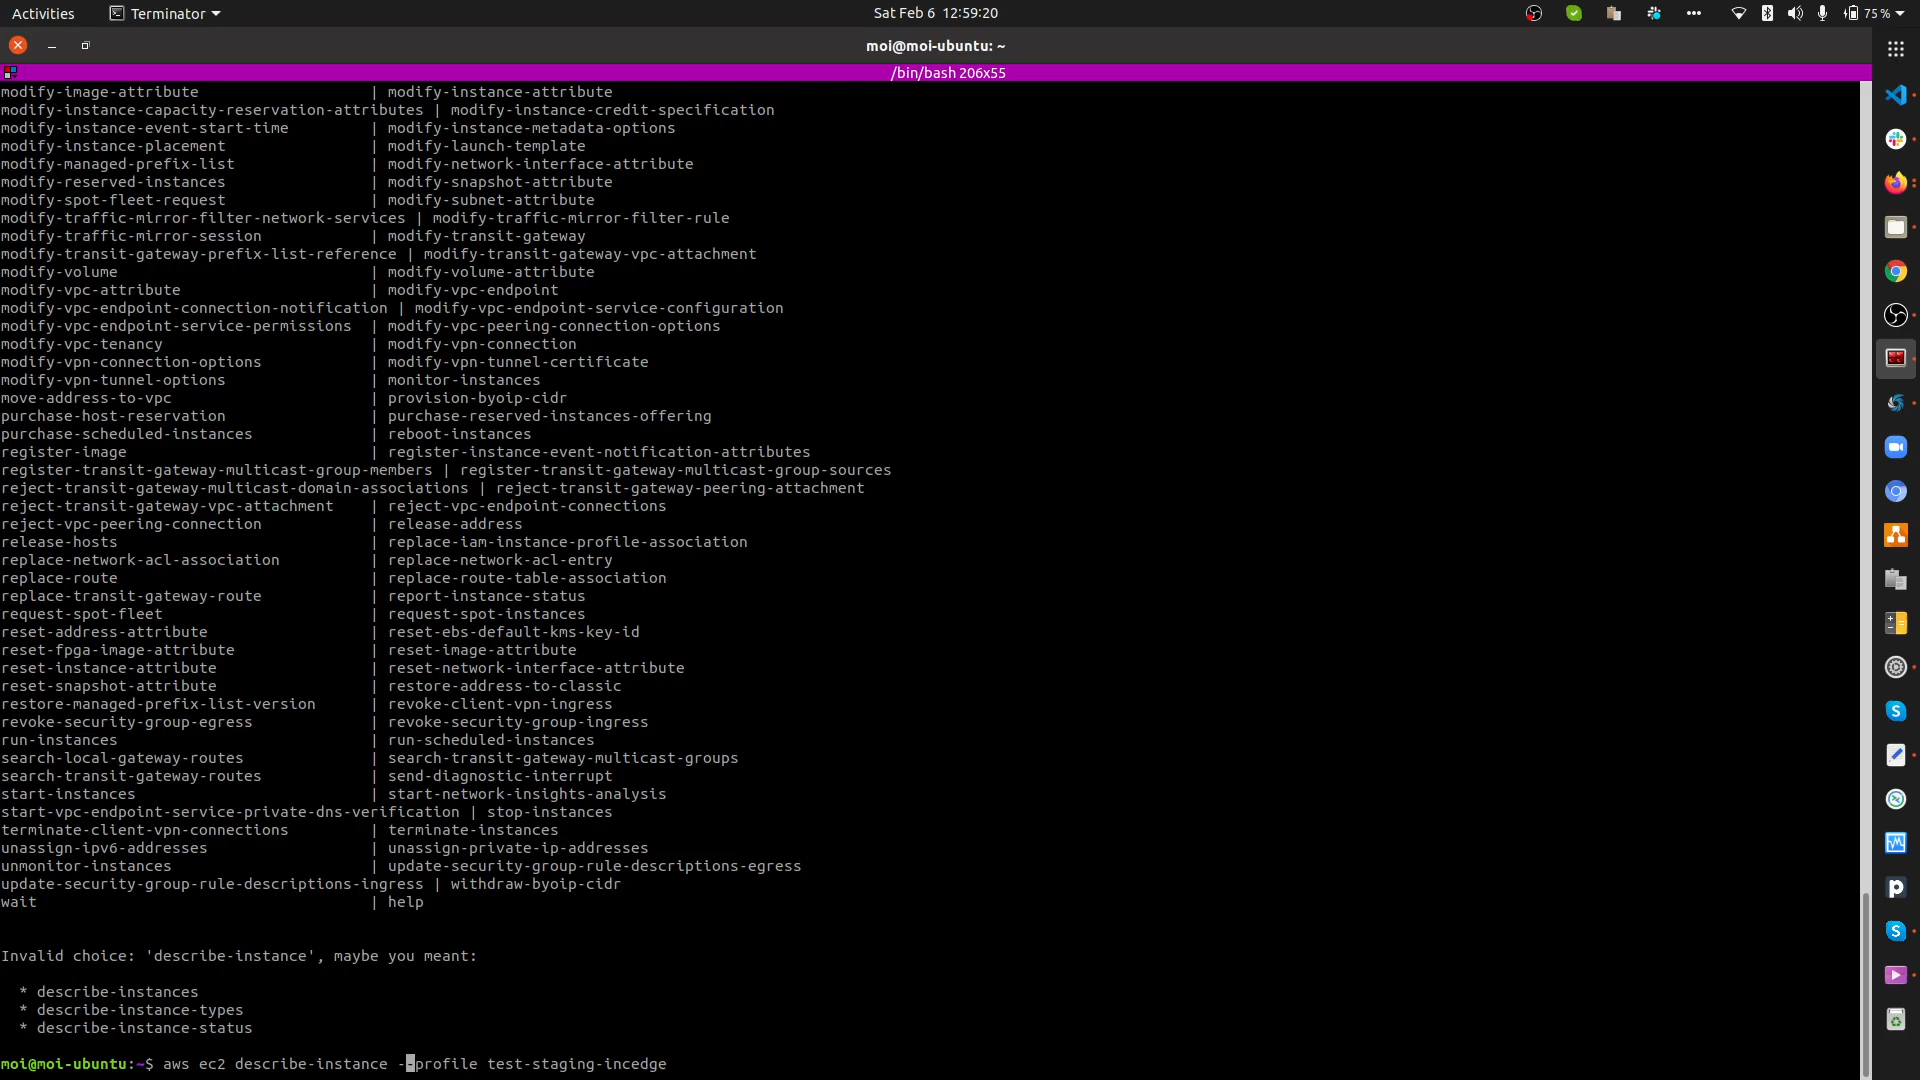 Activities Terminator Sat Feb 6 12:59:20 75 %
moi@moi-ubuntu: ~
/bin/bash 206x55
modify-image-attribute | modify-instance-attribute
modify-instance-capacity-reservation-attributes | modify-instance-credit-specification
modify-instance-event-start-time | modify-instance-metadata-options
modify-instance-placement | modify-launch-template
modify-managed-prefix-list | modify-network-interface-attribute
modify-reserved-instances | modify-snapshot-attribute
modify-spot-fleet-request | modify-subnet-attribute
modify-traffic-mirror-filter-network-services | modify-traffic-mirror-filter-rule
modify-traffic-mirror-session | modify-transit-gateway
modify-transit-gateway-prefix-list-reference | modify-transit-gateway-vpc-attachment
modify-volume | modify-volume-attribute
modify-vpc-attribute | modify-vpc-endpoint
modify-vpc-endpoint-connection-notification | modify-vpc-endpoint-service-configuration
modify-vpc-endpoint-service-permissions | modify-vpc-peering-connection-options
modify-vpc-tenancy | modify-vpn-connection
modify-vpn-connection-options | modify-vpn-tunnel-certificate
modify-vpn-tunnel-options | monitor-instances
move-address-to-vpc | provision-byoip-cidr
purchase-host-reservation | purchase-reserved-instances-offering
purchase-scheduled-instances | reboot-instances
register-image | register-instance-event-notification-attributes
register-transit-gateway-multicast-group-members | register-transit-gateway-multicast-group-sources
reject-transit-gateway-multicast-domain-associations | reject-transit-gateway-peering-attachment
reject-transit-gateway-vpc-attachment | reject-vpc-endpoint-connections
reject-vpc-peering-connection | release-address
release-hosts | replace-iam-instance-profile-association
replace-network-acl-association | replace-network-acl-entry
replace-route | replace-route-table-association
replace-transit-gateway-route | report-instance-status
request-spot-fleet | request-spot-instances
reset-address-attribute | reset-ebs-default-kms-key-id
reset-fpga-image-attribute | reset-image-attribute
reset-instance-attribute | reset-network-interface-attribute
reset-snapshot-attribute | restore-address-to-classic
restore-managed-prefix-list-version | revoke-client-vpn-ingress
revoke-security-group-egress | revoke-security-group-ingress
run-instances | run-scheduled-instances
search-local-gateway-routes | search-transit-gateway-multicast-groups
search-transit-gateway-routes | send-diagnostic-interrupt
start-instances | start-network-insights-analysis
start-vpc-endpoint-service-private-dns-verification | stop-instances
terminate-client-vpn-connections | terminate-instances
unassign-ipv6-addresses | unassign-private-ip-addresses
unmonitor-instances | update-security-group-rule-descriptions-egress
update-security-group-rule-descriptions-ingress | withdraw-byoip-cidr
wait | help
Invalid choice: 'describe-instance', maybe you meant:
* describe-instances
* describe-instance-types
* describe-instance-status
moi@moi-ubuntu:~$ aws ec2 describe-instance --profile test-staging-incedge